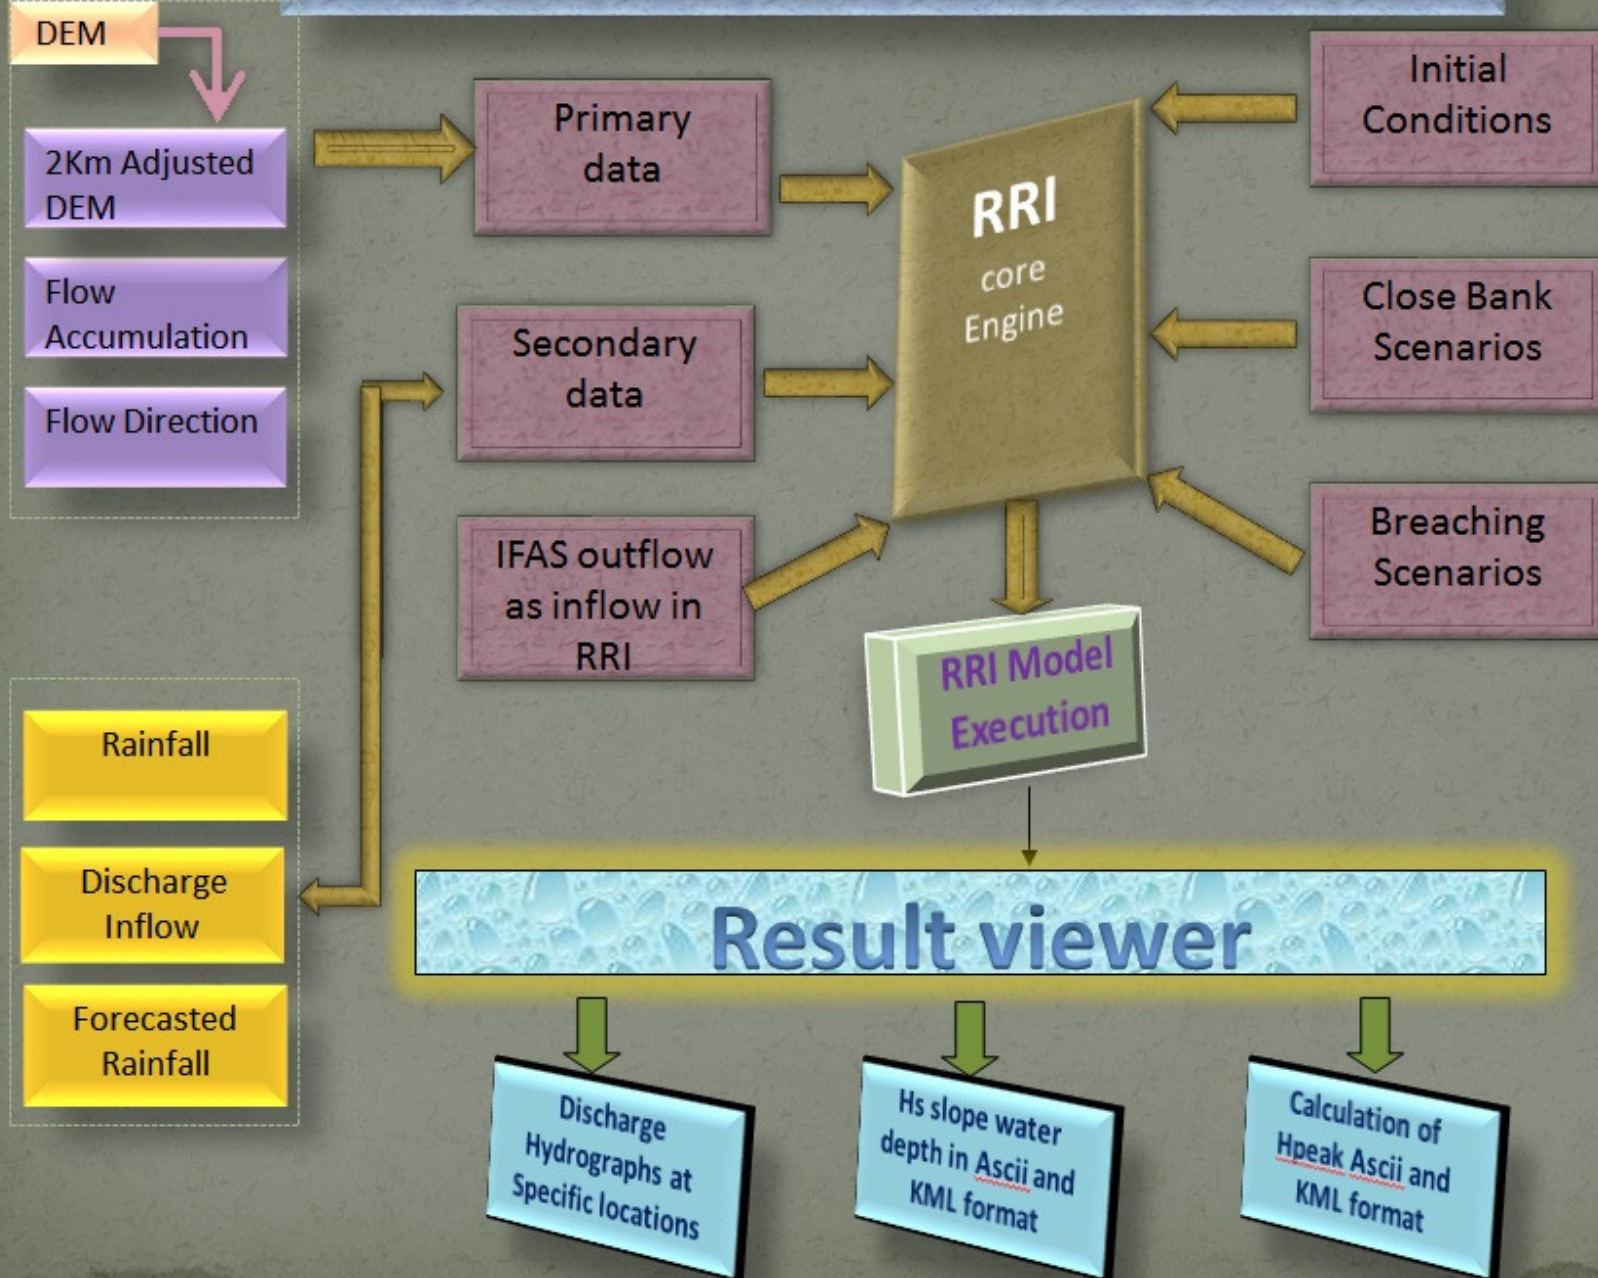 DEM
2Km Adjusted
DEM
Flow
Accumulation
Flow Direction
Primary
data
Secondary
data
IFAS outflow
as inflow in
RRI
RRI
core
Engine
Initial
Conditions
Close Bank
Scenarios
Breaching
Scenarios
RRI Model
Execution
Rainfall
Discharge
Inflow
Forecasted
Rainfall
Result viewer
Discharge
Hydrographs at
Specific locations
Hs slope water
depth in Ascii and
KML format
Calculation of
Hpeak Ascii and
KML format